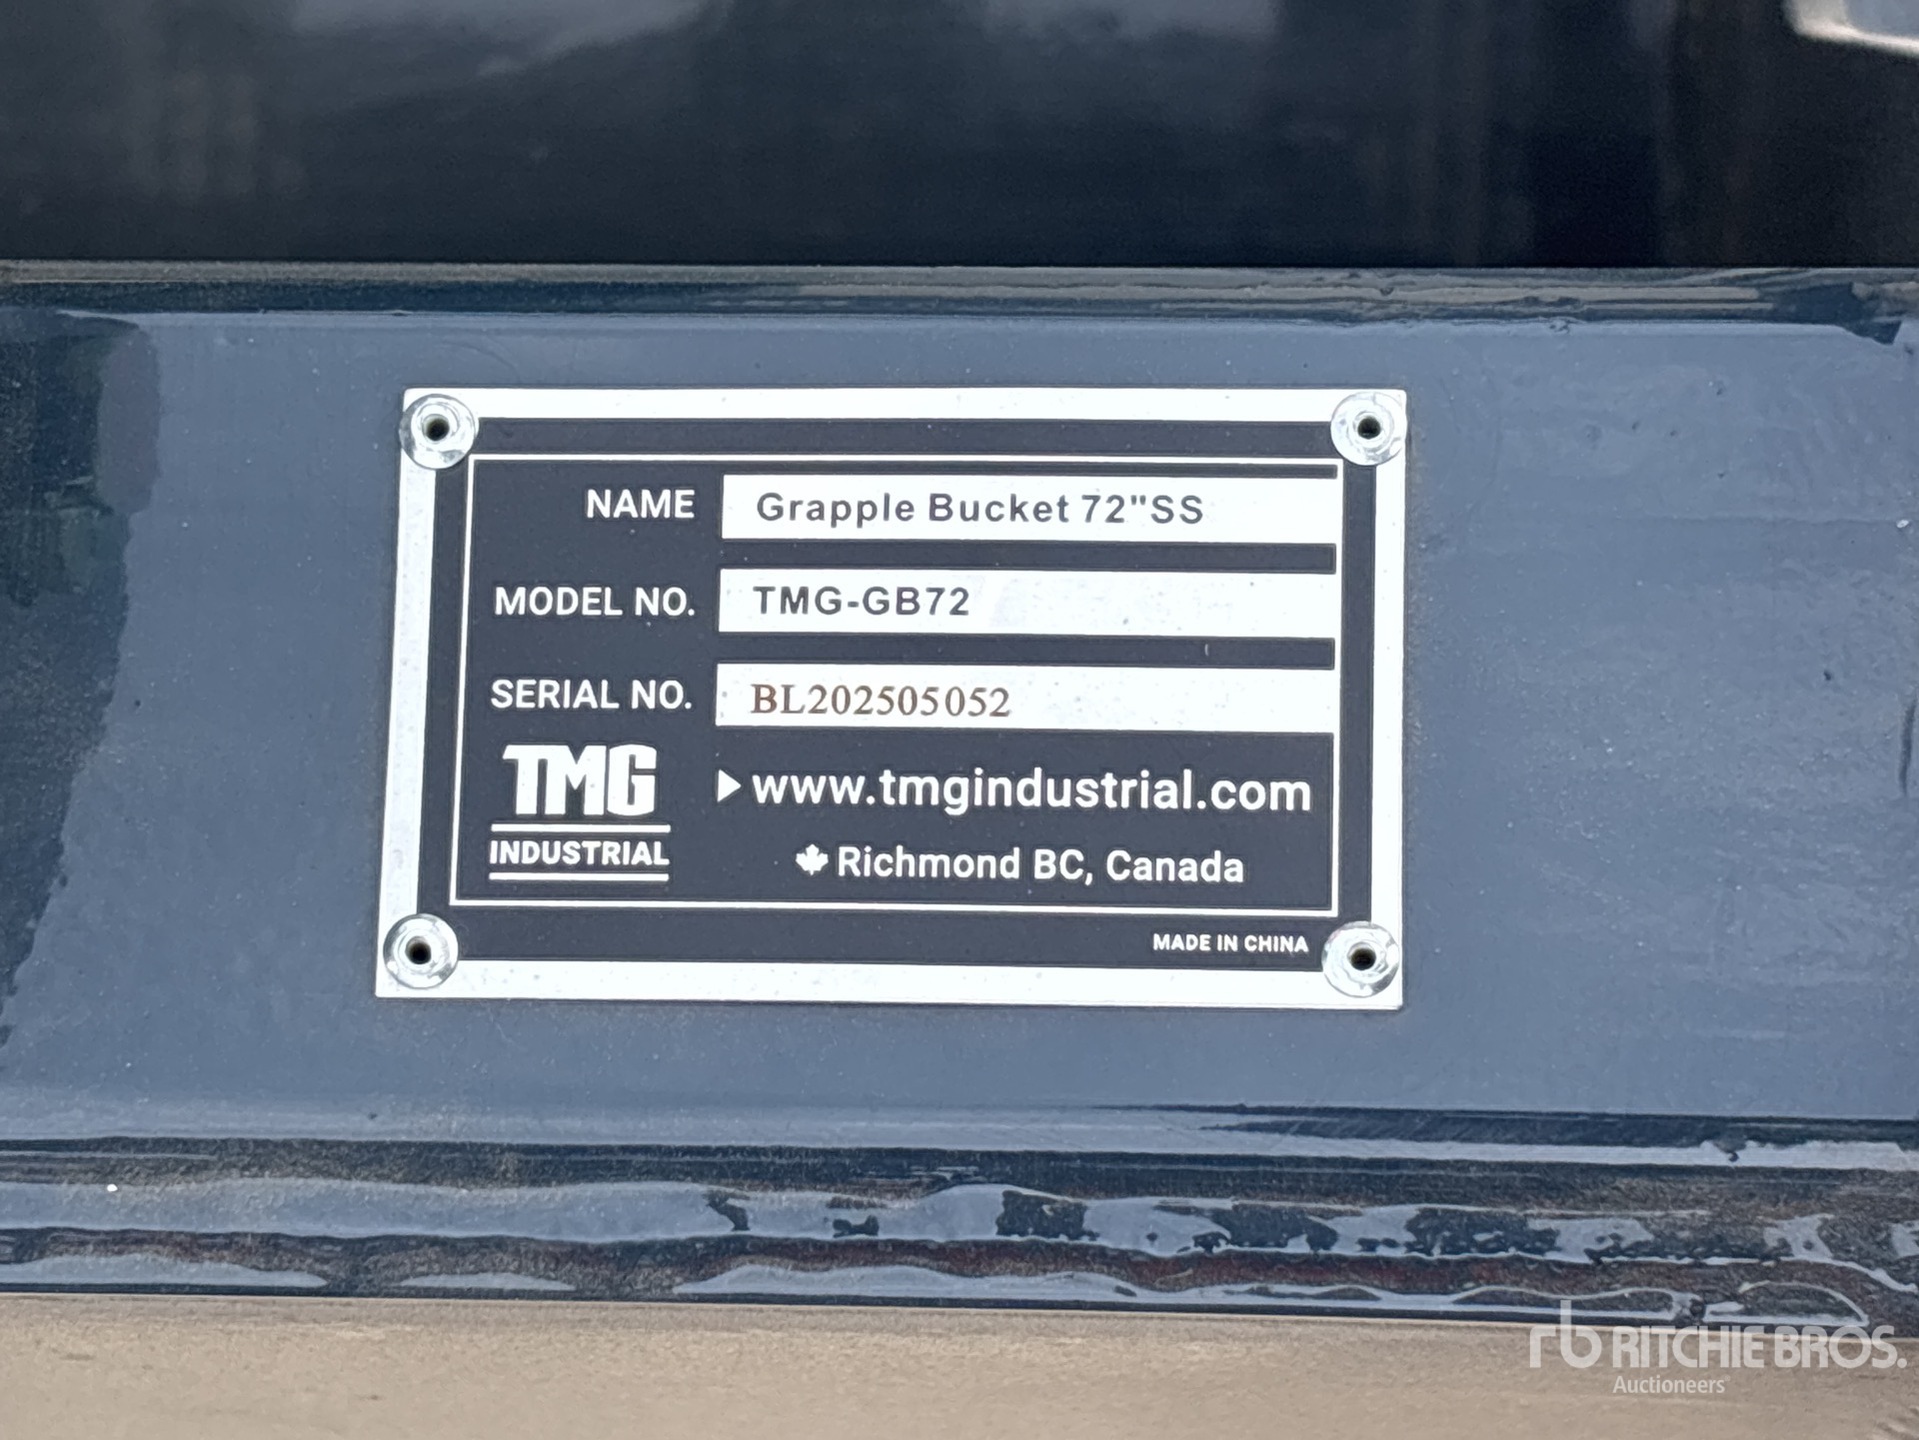 NAME Grapple Bucket 72"SS
MODEL NO. TMG-GB72
SERIAL NO. BL202505052
TMG
INDUSTRIAL
www.tmgindustrial.com
Richmond BC, Canada
MADE IN CHINA
rb RITCHIE BROS.
Auctioneers